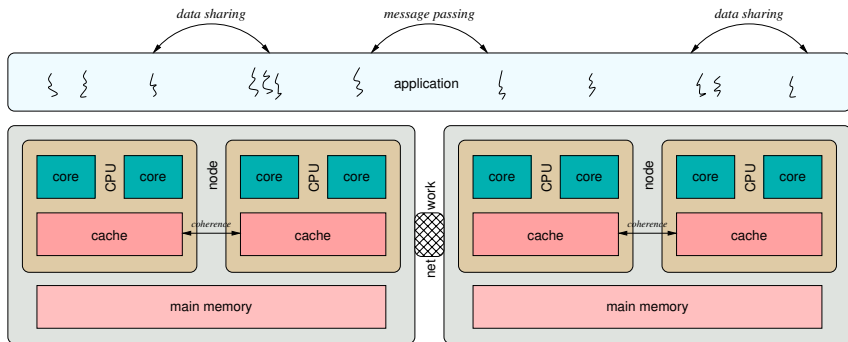 data sharing
message passing
data sharing
application
core
CPU
core
node
core
CPU
core
cache
coherence
cache
main memory
net
work
core
CPU
core
node
core
CPU
core
cache
coherence
cache
main memory